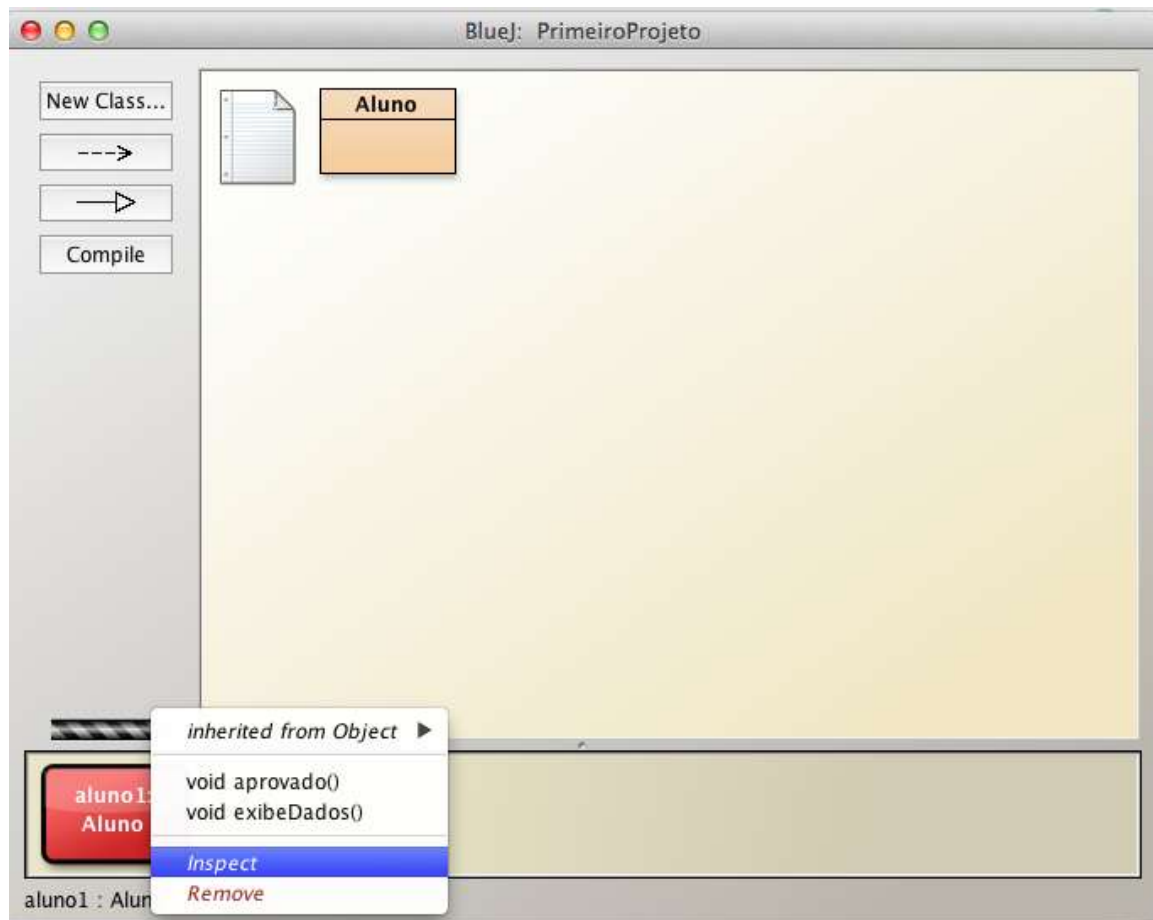 BlueJ: PrimeiroProjeto
New Class...
Aluno
Compile
inherited from Object
void aprovado()
void exibeDados()
Inspect
Remove
aluno1:
Aluno
aluno1 : Alun